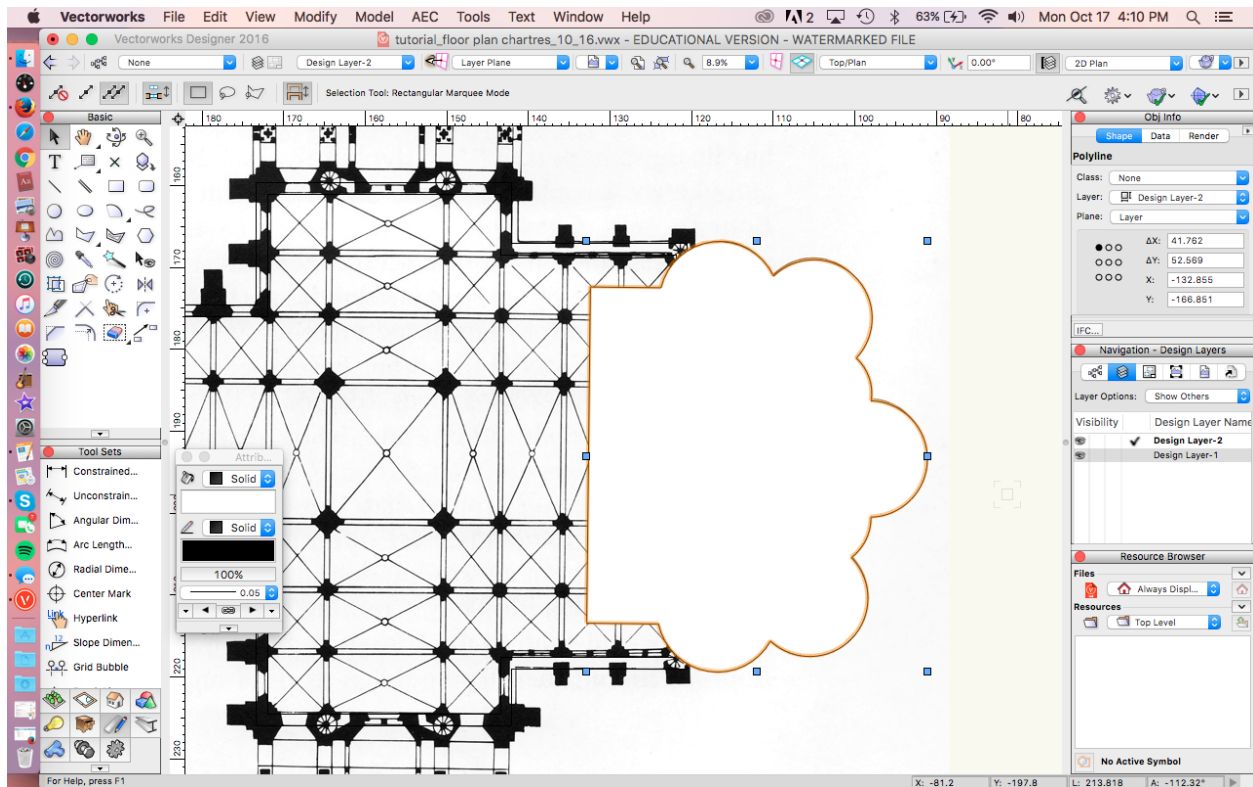 Vectorworks File Edit View Modify Model AEC Tools Text Window Help 2 63% Mon Oct 17 4:10 PM
Vectorworks Designer 2016 tutorial_floor plan chartres_10_16.vwx - EDUCATIONAL VERSION - WATERMARKED FILE
None Design Layer-2 Layer Plane 8.9% Top/Plan 0.00° 2D Plan
Selection Tool: Rectangular Marquee Mode
Basic
180 170 160 150 140 130 120 110 100 90 80
160
170
180
190
220
230
Tool Sets
Constrained...
Unconstrain...
Angular Dim...
Arc Length...
Radial Dime...
Center Mark
Link Hyperlink
12 n Slope Dimen...
Grid Bubble
Attrib...
Solid
Solid
100%
0.05
Obj Info
Shape Data Render
Polyline
Class: None
Layer: Design Layer-2
Plane: Layer
ΔX: 41.762
ΔY: 52.569
X: -132.855
Y: -166.851
IFC...
Navigation - Design Layers
Layer Options: Show Others
Visibility Design Layer Name
Design Layer-2
Design Layer-1
Resource Browser
Files
Always Displ...
Resources
Top Level
No Active Symbol
For Help, press F1 X: -81.2 Y: -197.8 L: 213.818 A: -112.32°